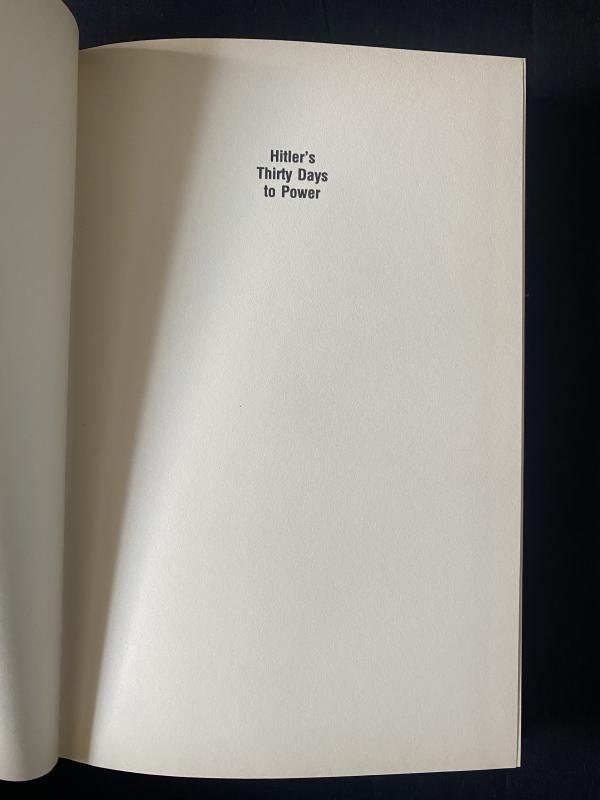 Hitler's
Thirty Days
to Power